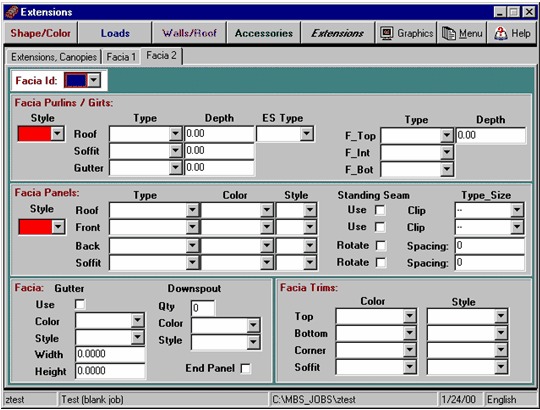 Extensions
Shape/Color Loads Walls/Roof Accessories Extensions Graphics Menu Help
Extensions, Canopies Facia 1 Facia 2
Facia Id:
Facia Purlins / Girts:
Style Type Depth ES Type Type Depth
Roof 0.00 F_Top 0.00
Soffit 0.00 F_Int
Gutter 0.00 F_Bot
Facia Panels: Type Color Style Standing Seam Type_Size
Style Roof Use Clip --
Front Use Clip --
Back Rotate Spacing: 0
Soffit Rotate Spacing: 0
Facia: Gutter Downspout
Use Qty 0
Color Color
Style Style
Width 0.0000
Height 0.0000 End Panel
Facia Trims:
Color Style
Top
Bottom
Corner
Soffit
ztest Test (blank job) C:\MBS_JOBS\ztest 1/24/00 English